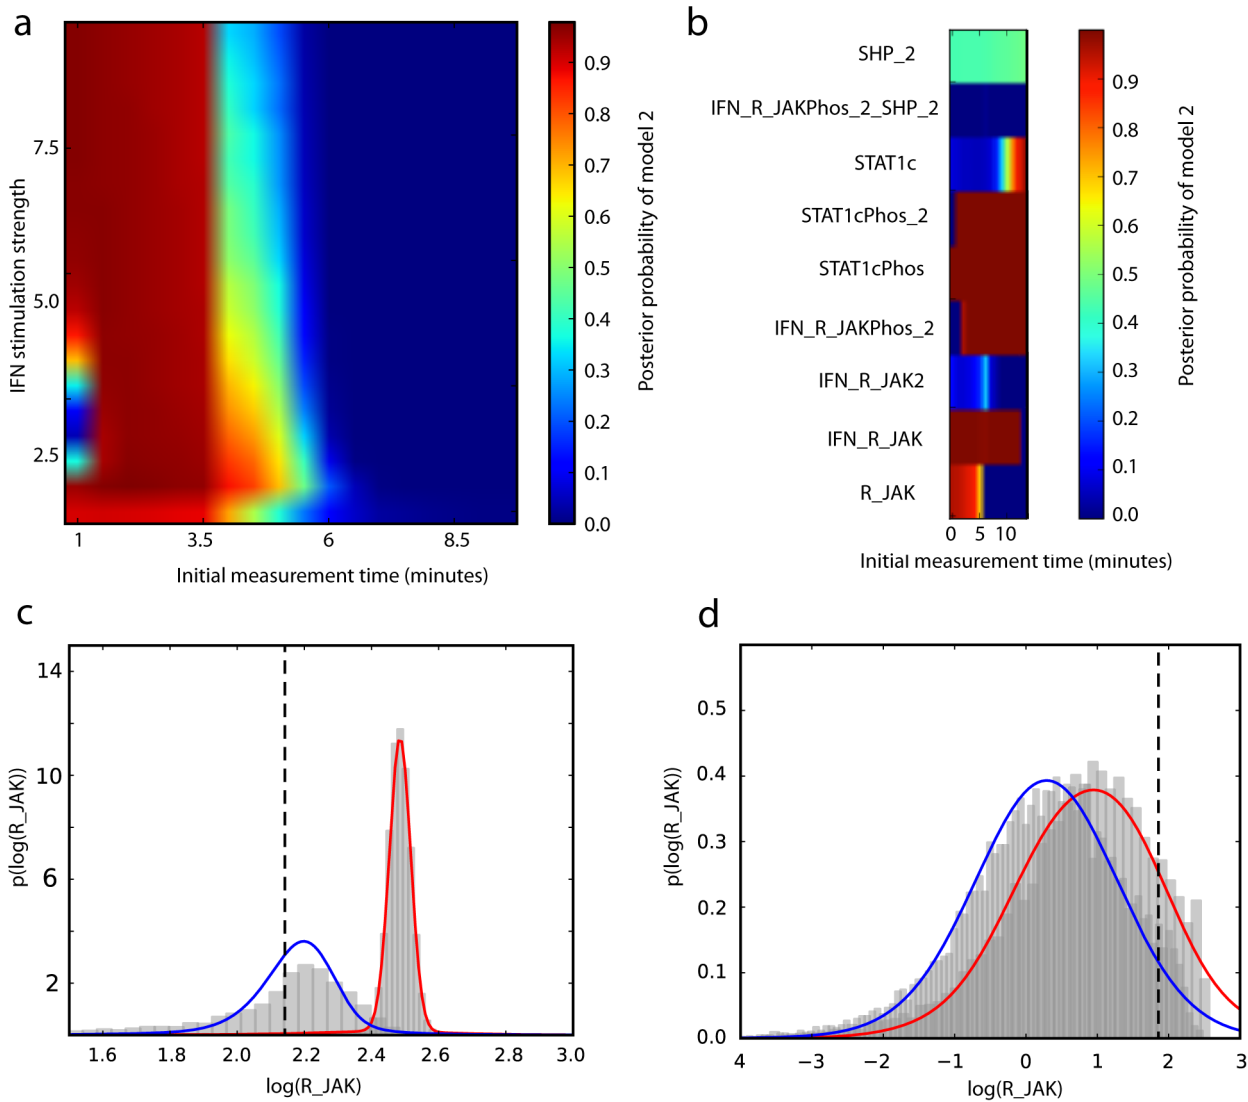 a
IFN stimulation strength
7.5
5.0
2.5
1
3.5
6
8.5
Initial measurement time (minutes)
0.9
0.8
0.7
0.6
0.5
0.4
0.3
0.2
0.1
0.0
Posterior probability of model 2
b
SHP_2
IFN_R_JAKPhos_2_SHP_2
STAT1c
STAT1cPhos_2
STAT1cPhos
IFN_R_JAKPhos_2
IFN_R_JAK2
IFN_R_JAK
R_JAK
0
5
10
Initial measurement time (minutes)
0.9
0.8
0.7
0.6
0.5
0.4
0.3
0.2
0.1
0.0
Posterior probability of model 2
c
p(log(R_JAK))
14
10
6
2
1.6
1.8
2.0
2.2
2.4
2.6
2.8
3.0
log(R_JAK)
d
p(log(R_JAK))
0.5
0.4
0.3
0.2
0.1
0.0
4
−3
−2
−1
0
1
2
3
log(R_JAK)